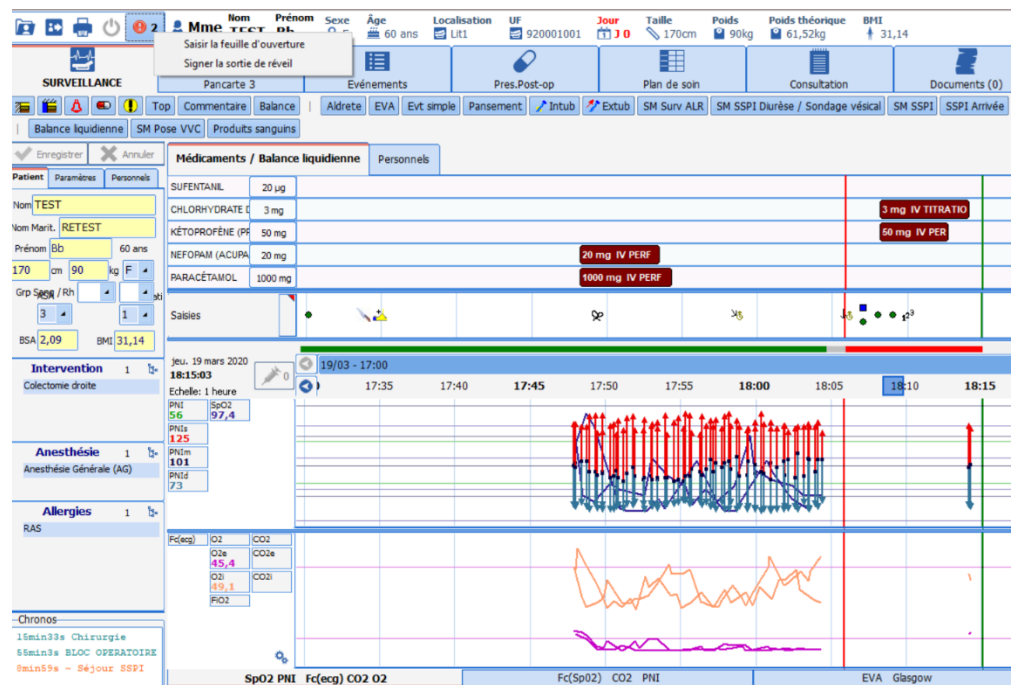 2 Mme Nom TEST Prénom Bb Sexe Âge 60 ans Localisation Lit1 UF 920001001 Jour J 0 Taille 170cm Poids 90kg Poids théorique 61,52kg BMI 31,14
Saisir la feuille d'ouverture
Signer la sortie de réveil
SURVEILLANCE Pancarte 3 Evénements Pres.Post-op Plan de soin Consultation Documents (0)
Top Commentaire Balance | Aldrete EVA Evt simple Pansement Intub Extub SM Surv ALR SM SSPI Diurèse / Sondage vésical SM SSPI SSPI Arrivée
| Balance liquidienne SM Pose VVC Produits sanguins
Enregistrer Annuler
Médicaments / Balance liquidienne Personnels
Patient Paramètres Personnels
SUFENTANIL 20 µg
Nom TEST
CHLORHYDRATE D 3 mg 3 mg IV TITRATIO
Nom Marit. RETEST
KÉTOPROFÈNE (PF 50 mg 50 mg IV PER
Prénom Bb 60 ans
NEFOPAM (ACUPA 20 mg 20 mg IV PERF
170 cm 90 kg F
PARACÉTAMOL 1000 mg 1000 mg IV PERF
Grp Sang / Rh
ASA
3 1
Saisies
BSA 2,09 BMI 31,14
Intervention 1
Colectomie droite
jeu. 19 mars 2020
18:15:03
Echelle: 1 heure
0
19/03 - 17:00
17:35 17:40 17:45 17:50 17:55 18:00 18:05 18:10 18:15
PNI 56 SpO2 97,4
PNIs
125
PNIm
101
PNId
73
Anesthésie 1
Anesthésie Générale (AG)
Allergies 1
RAS
Fc(ecg) O2 CO2
O2e 45,4 CO2e
O2i 49,1 CO2i
FiO2
Chronos
15min33s Chirurgie
55min3s BLOC OPERATOIRE
8min59s - Séjour SSPI
SpO2 PNI Fc(ecg) CO2 O2 Fc(Sp02) CO2 PNI EVA Glasgow